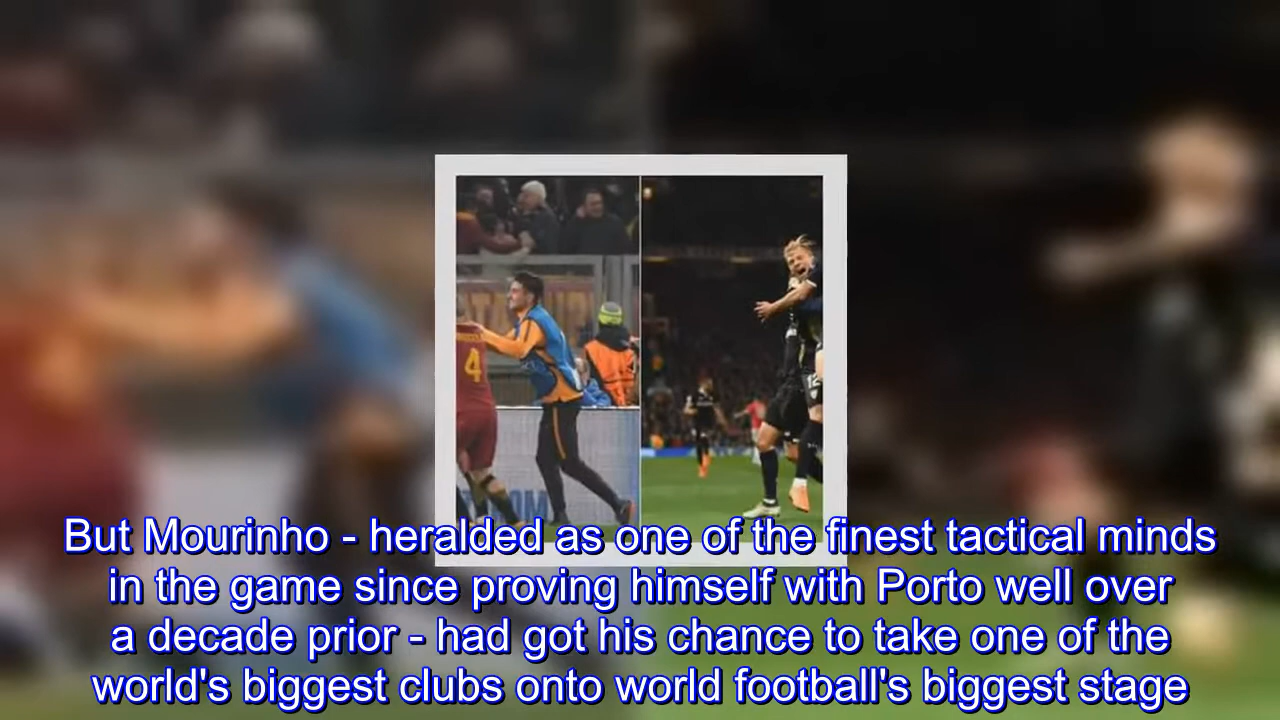 4
12
But Mourinho - heralded as one of the finest tactical minds
in the game since proving himself with Porto well over
a decade prior - had got his chance to take one of the
world's biggest clubs onto world football's biggest stage